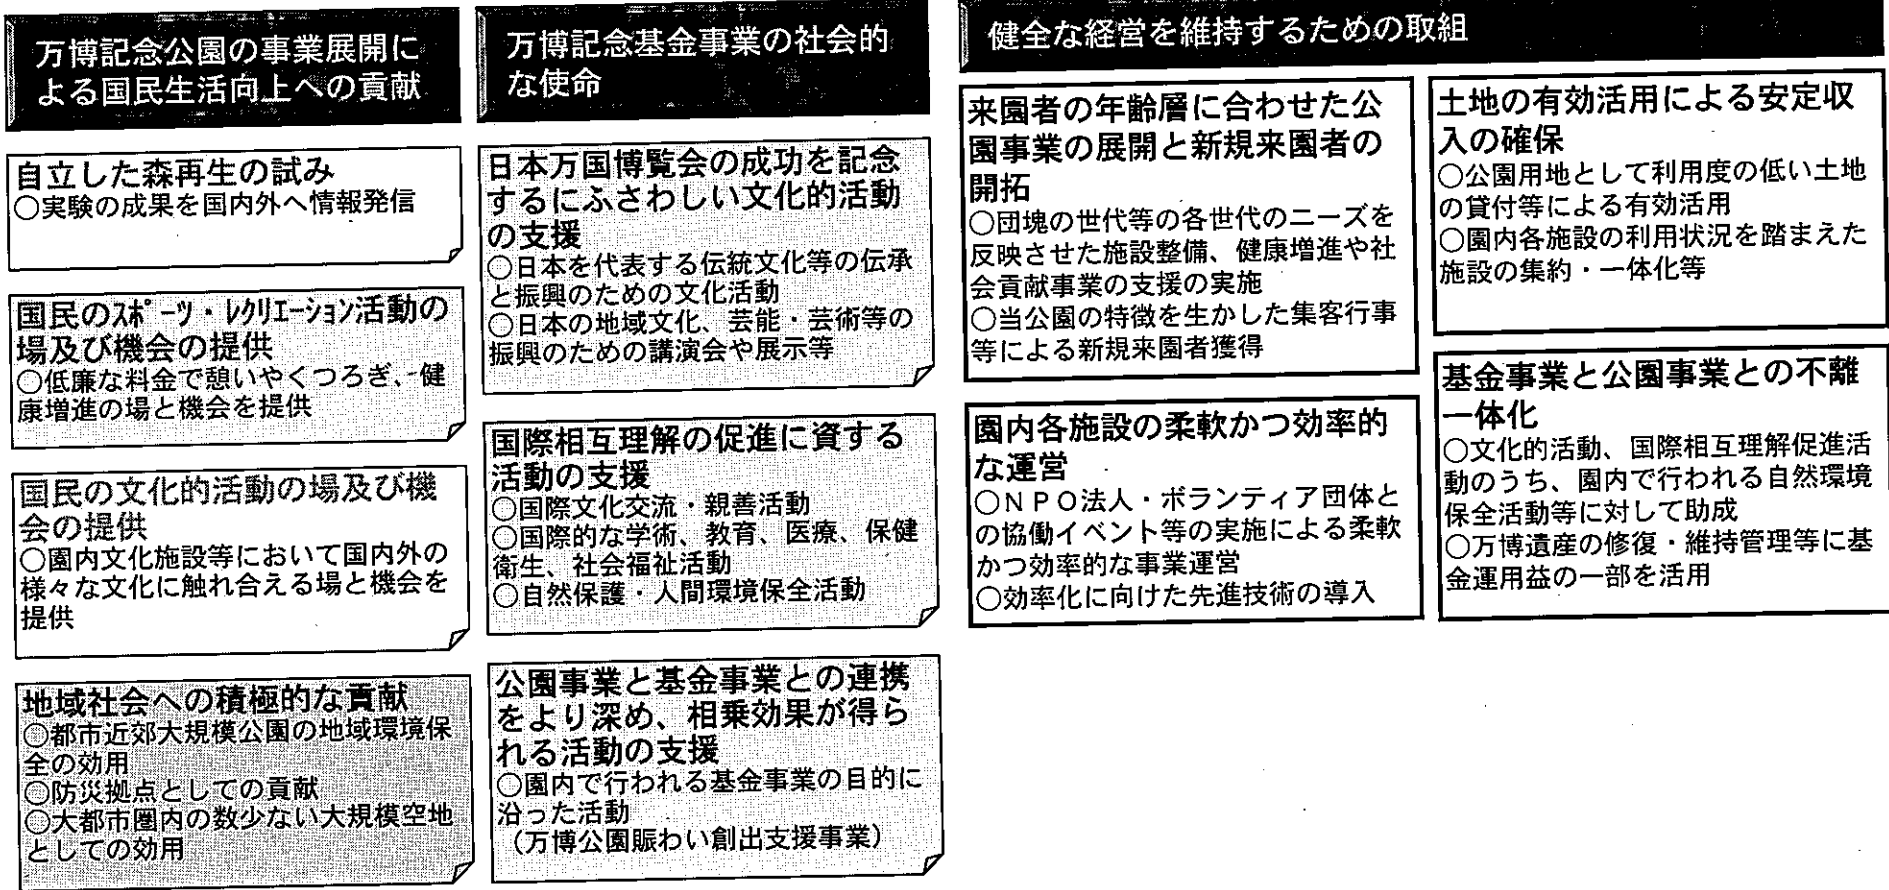 万博記念公園の事業展開に
よる国民生活向上への貢献
自立した森再生の試み
○実験の成果を国内外へ情報発信
国民のｽﾎﾟｰﾂ・ﾚｸﾘｴｰｼｮﾝ活動の
場及び機会の提供
○低廉な料金で憩いやくつろぎ、健
康増進の場と機会を提供
国民の文化的活動の場及び機
会の提供
○園内文化施設等において国内外の
様々な文化に触れ合える場と機会を
提供
地域社会への積極的な貢献
○都市近郊大規模公園の地域環境保
全の効用
○防災拠点としての貢献
○大都市圏内の数少ない大規模空地
としての効用
万博記念基金事業の社会的
な使命
日本万国博覧会の成功を記念
するにふさわしい文化的活動
の支援
○日本を代表する伝統文化等の伝承
と振興のための文化活動
○日本の地域文化、芸能・芸術等の
振興のための講演会や展示等
国際相互理解の促進に資する
活動の支援
○国際文化交流・親善活動
○国際的な学術、教育、医療、保健
衛生、社会福祉活動
○自然保護・人間環境保全活動
公園事業と基金事業との連携
をより深め、相乗効果が得ら
れる活動の支援
○園内で行われる基金事業の目的に
沿った活動
（万博公園賑わい創出支援事業）
健全な経営を維持するための取組
来園者の年齢層に合わせた公
園事業の展開と新規来園者の
開拓
○団塊の世代等の各世代のニーズを
反映させた施設整備、健康増進や社
会貢献事業の支援の実施
○当公園の特徴を生かした集客行事
等による新規来園者獲得
園内各施設の柔軟かつ効率的
な運営
○ＮＰＯ法人・ボランティア団体と
の協働イベント等の実施による柔軟
かつ効率的な事業運営
○効率化に向けた先進技術の導入
土地の有効活用による安定収
入の確保
○公園用地として利用度の低い土地
の貸付等による有効活用
○園内各施設の利用状況を踏まえた
施設の集約・一体化等
基金事業と公園事業との不離
一体化
○文化的活動、国際相互理解促進活
動のうち、園内で行われる自然環境
保全活動等に対して助成
○万博遺産の修復・維持管理等に基
金運用益の一部を活用